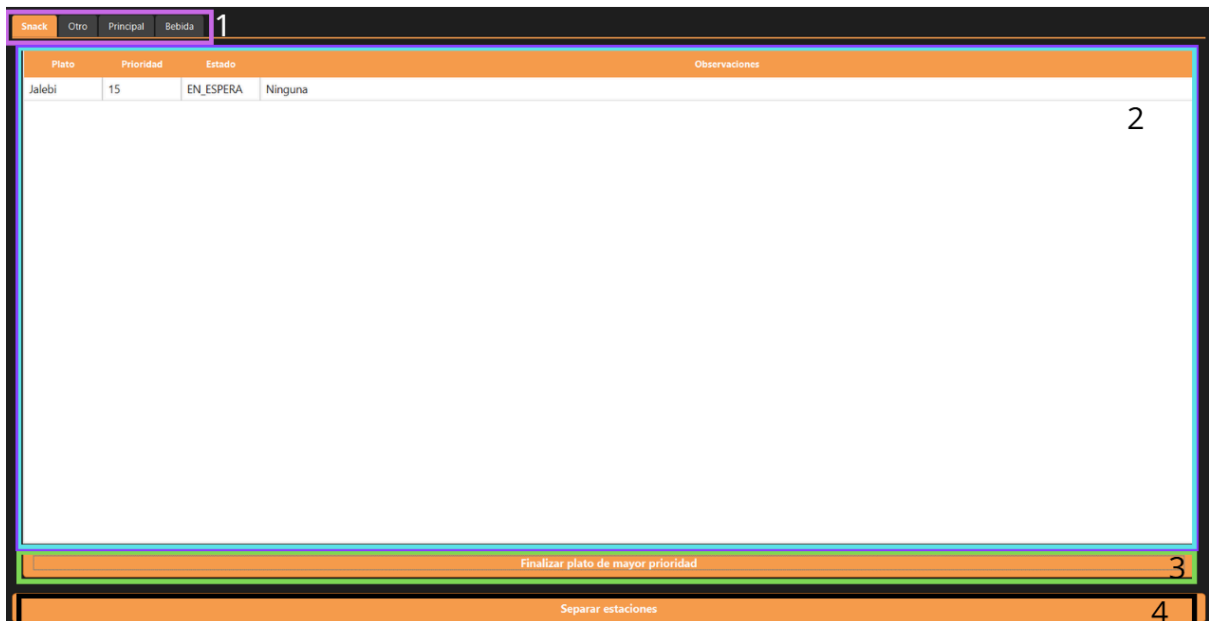 Snack Otro Principal Bebida 1
Plato Prioridad Estado Observaciones
Jalebi 15 EN_ESPERA Ninguna
2
Finalizar plato de mayor prioridad 3
Separar estaciones 4